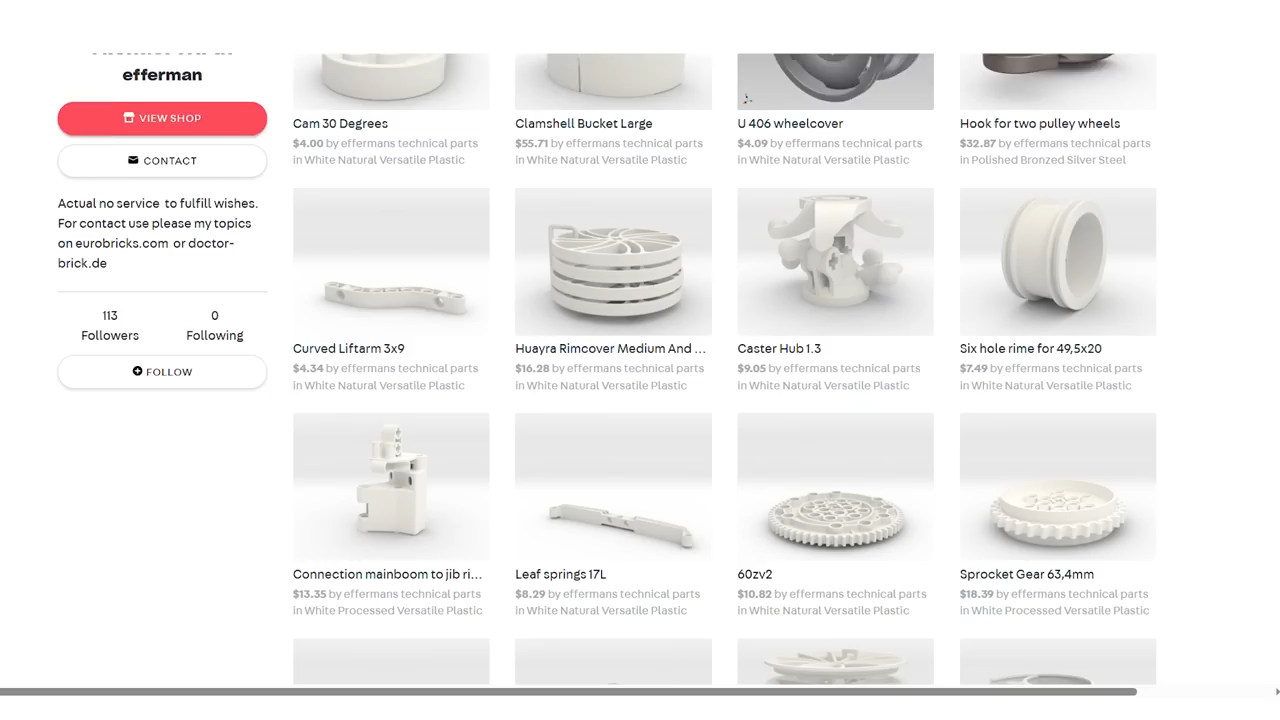 efferman
VIEW SHOP
CONTACT
Actual no service to fulfill wishes.
For contact use please my topics
on eurobricks.com or doctor-
brick.de
113
Followers
0
Following
FOLLOW
Cam 30 Degrees
$4.00 by effermans technical parts
in White Natural Versatile Plastic
Clamshell Bucket Large
$55.71 by effermans technical parts
in White Natural Versatile Plastic
U 406 wheelcover
$4.09 by effermans technical parts
in White Natural Versatile Plastic
Hook for two pulley wheels
$32.87 by effermans technical parts
in Polished Bronzed Silver Steel
Curved Liftarm 3x9
$4.34 by effermans technical parts
in White Natural Versatile Plastic
Huayra Rimcover Medium And ...
$16.28 by effermans technical parts
in White Natural Versatile Plastic
Caster Hub 1.3
$9.05 by effermans technical parts
in White Natural Versatile Plastic
Six hole rime for 49,5x20
$7.49 by effermans technical parts
in White Natural Versatile Plastic
Connection mainboom to jib ri...
$13.35 by effermans technical parts
in White Processed Versatile Plastic
Leaf springs 17L
$8.29 by effermans technical parts
in White Natural Versatile Plastic
60zv2
$10.82 by effermans technical parts
in White Natural Versatile Plastic
Sprocket Gear 63,4mm
$18.39 by effermans technical parts
in White Processed Versatile Plastic